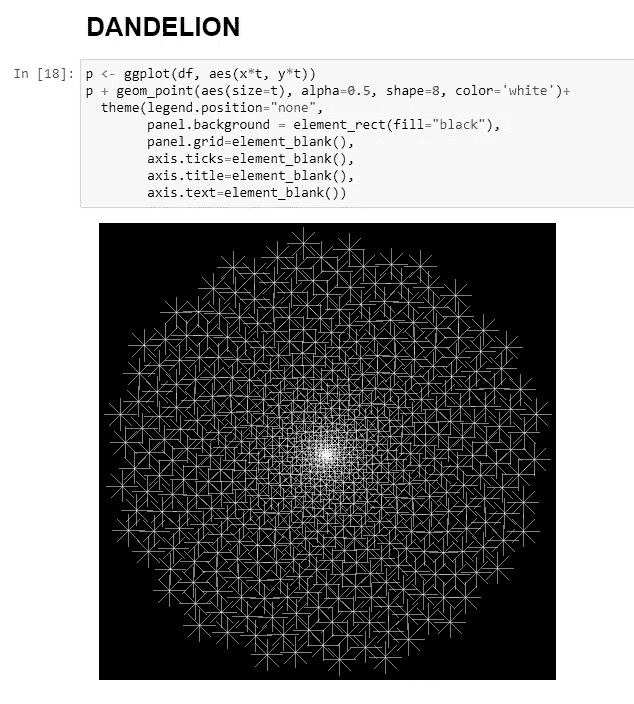 DANDELION
In [18]: p <- ggplot(df, aes(x*t, y*t))
p + geom_point(aes(size=t), alpha=0.5, shape=8, color='white')+
theme(legend.position="none",
panel.background = element_rect(fill="black"),
panel.grid=element_blank(),
axis.ticks=element_blank(),
axis.title=element_blank(),
axis.text=element_blank())